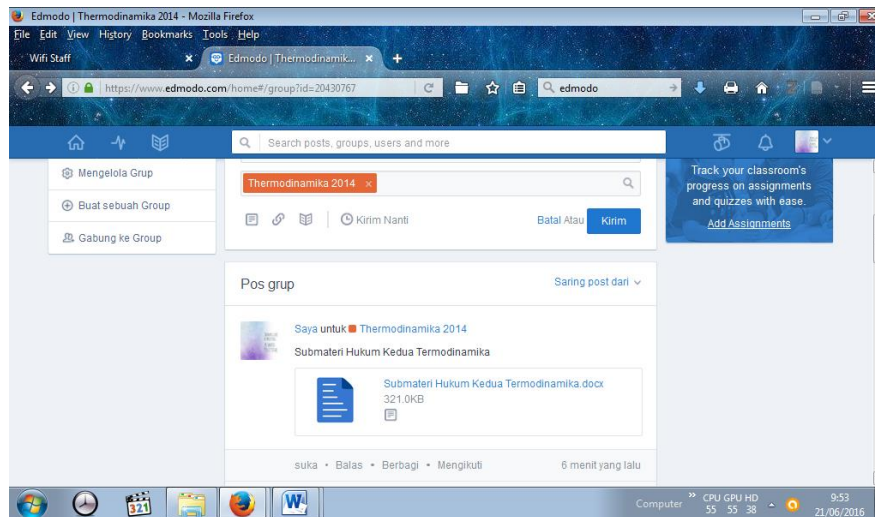 Edmodo | Thermodinamika 2014 - Mozilla Firefox
File Edit View History Bookmarks Tools Help
Wifi Staff × Edmodo | Thermodinamik... × +
https://www.edmodo.com/home#/group?id=20430767 edmodo
Search posts, groups, users and more
Mengelola Grup
Buat sebuah Group
Gabung ke Group
Thermodinamika 2014 ×
Kirim Nanti Batal Atau Kirim
Track your classroom's
progress on assignments
and quizzes with ease.
Add Assignments
Pos grup Saring post dari
Saya untuk Thermodinamika 2014
Submateri Hukum Kedua Termodinamika
Submateri Hukum Kedua Termodinamika.docx
321.0KB
suka • Balas • Berbagi • Mengikuti 6 menit yang lalu
321
Computer » CPU GPU HD 9:53
55 55 38 21/06/2016